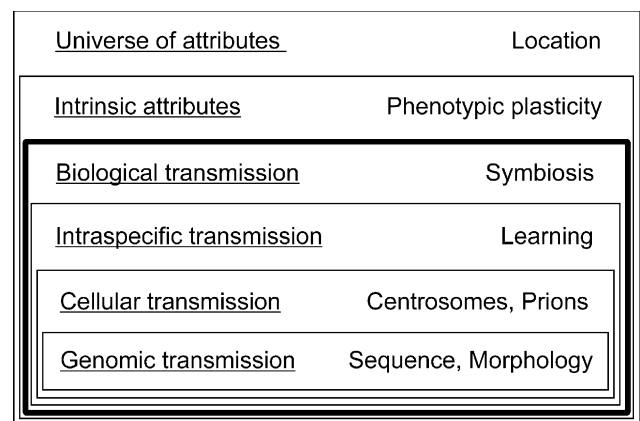 Universe of attributes Location
Intrinsic attributes Phenotypic plasticity
Biological transmission Symbiosis
Intraspecific transmission Learning
Cellular transmission Centrosomes, Prions
Genomic transmission Sequence, Morphology